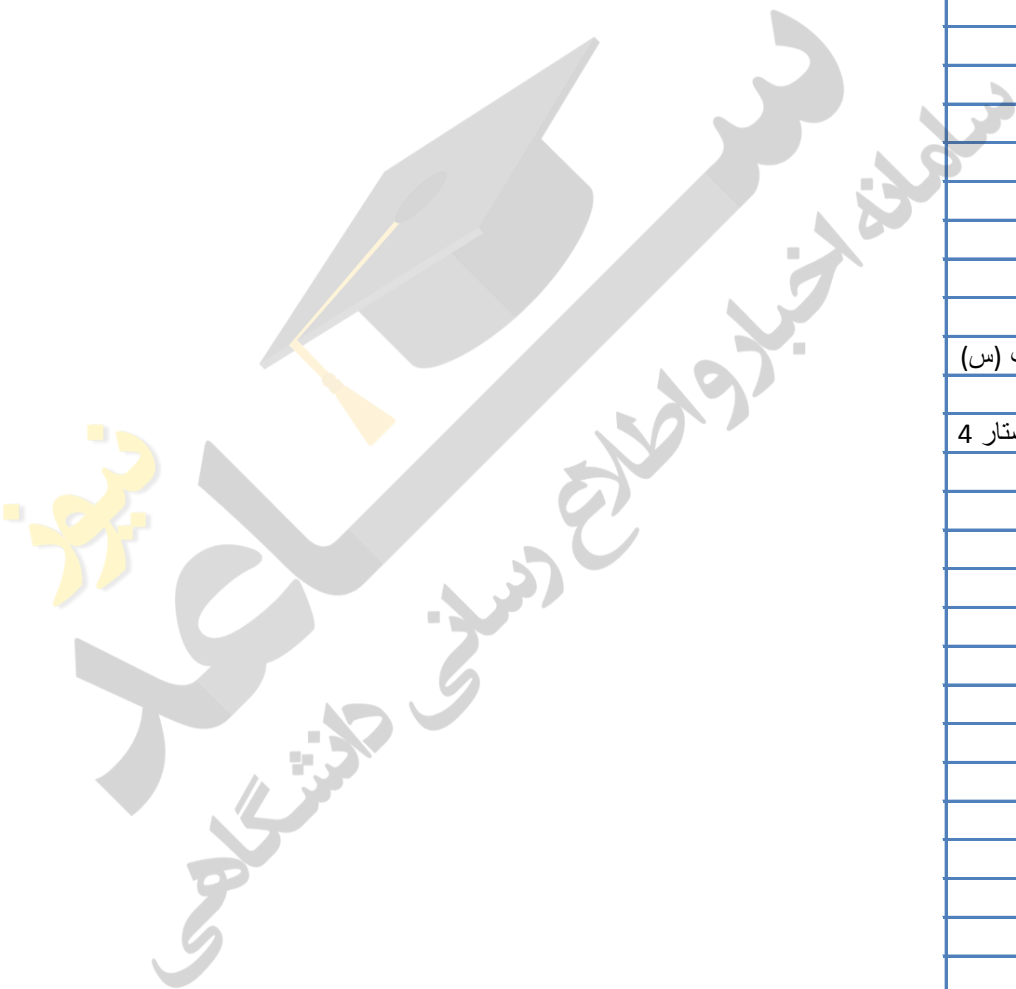 ساعد
نیوز
سامانه اخبار و اطلاع رسانی دانشگاهی
(س)
4